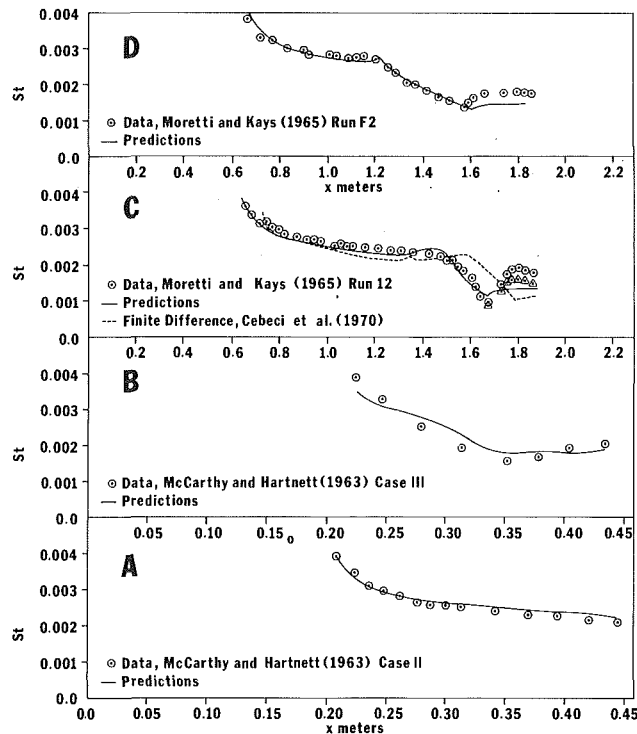 0.004
D
0.003
St
0.002
⊙ Data, Moretti and Kays (1965) Run F2
0.001
— Predictions
0.0
0.2 0.4 0.6 0.8 1.0 1.2 1.4 1.6 1.8 2.0 2.2
x meters
0.004
C
0.003
St
0.002
⊙ Data, Moretti and Kays (1965) Run 12
0.001
— Predictions
---- Finite Difference, Cebeci et al. (1970)
0.0
0.2 0.4 0.6 0.8 1.0 1.2 1.4 1.6 1.8 2.0 2.2
x meters
0.004
B
0.003
St
0.002
⊙ Data, McCarthy and Hartnett (1963) Case III
0.001
— Predictions
0.0
0.05 0.10 0.15 o 0.20 0.25 0.30 0.35 0.40 0.45
0.004
A
0.003
St
0.002
⊙ Data, McCarthy and Hartnett (1963) Case II
0.001
— Predictions
0.0
0.0 0.05 0.10 0.15 0.20 0.25 0.30 0.35 0.40 0.45
x meters